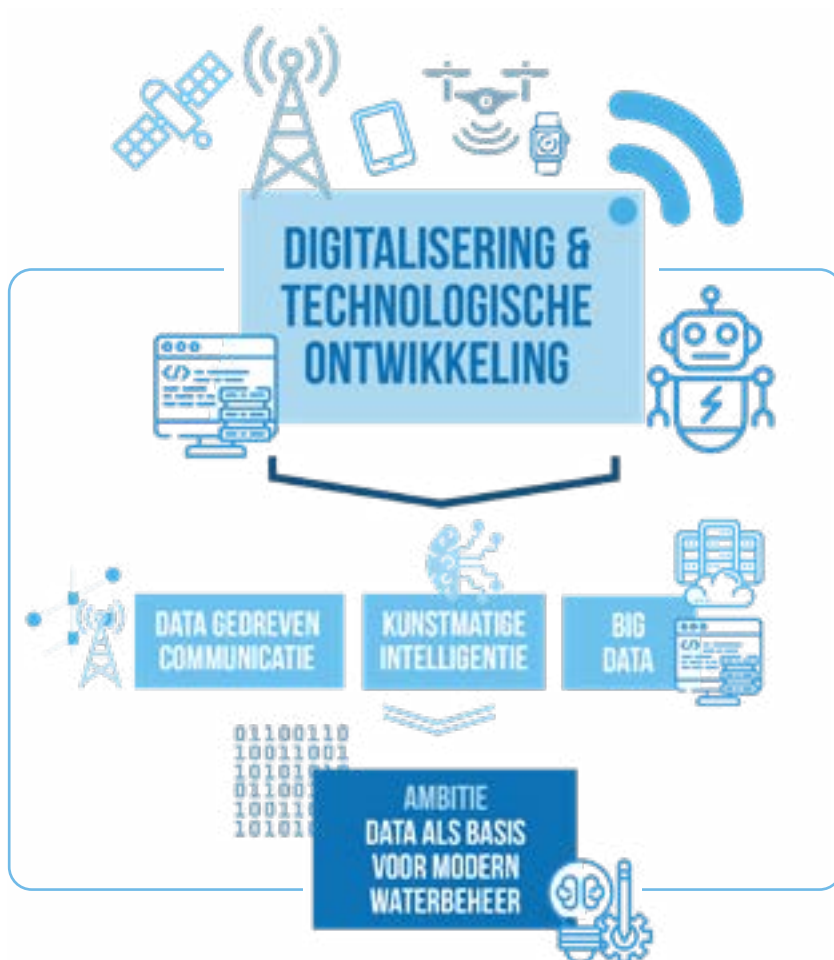 DIGITALISERING &
TECHNOLOGISCHE
ONTWIKKELING
DATA GEDREVEN
COMMUNICATIE
KUNSTMATIGE
INTELLIGENTIE
BIG
DATA
01100110
10011001
AMBITIE
DATA ALS BASIS
VOOR MODERN
WATERBEHEER